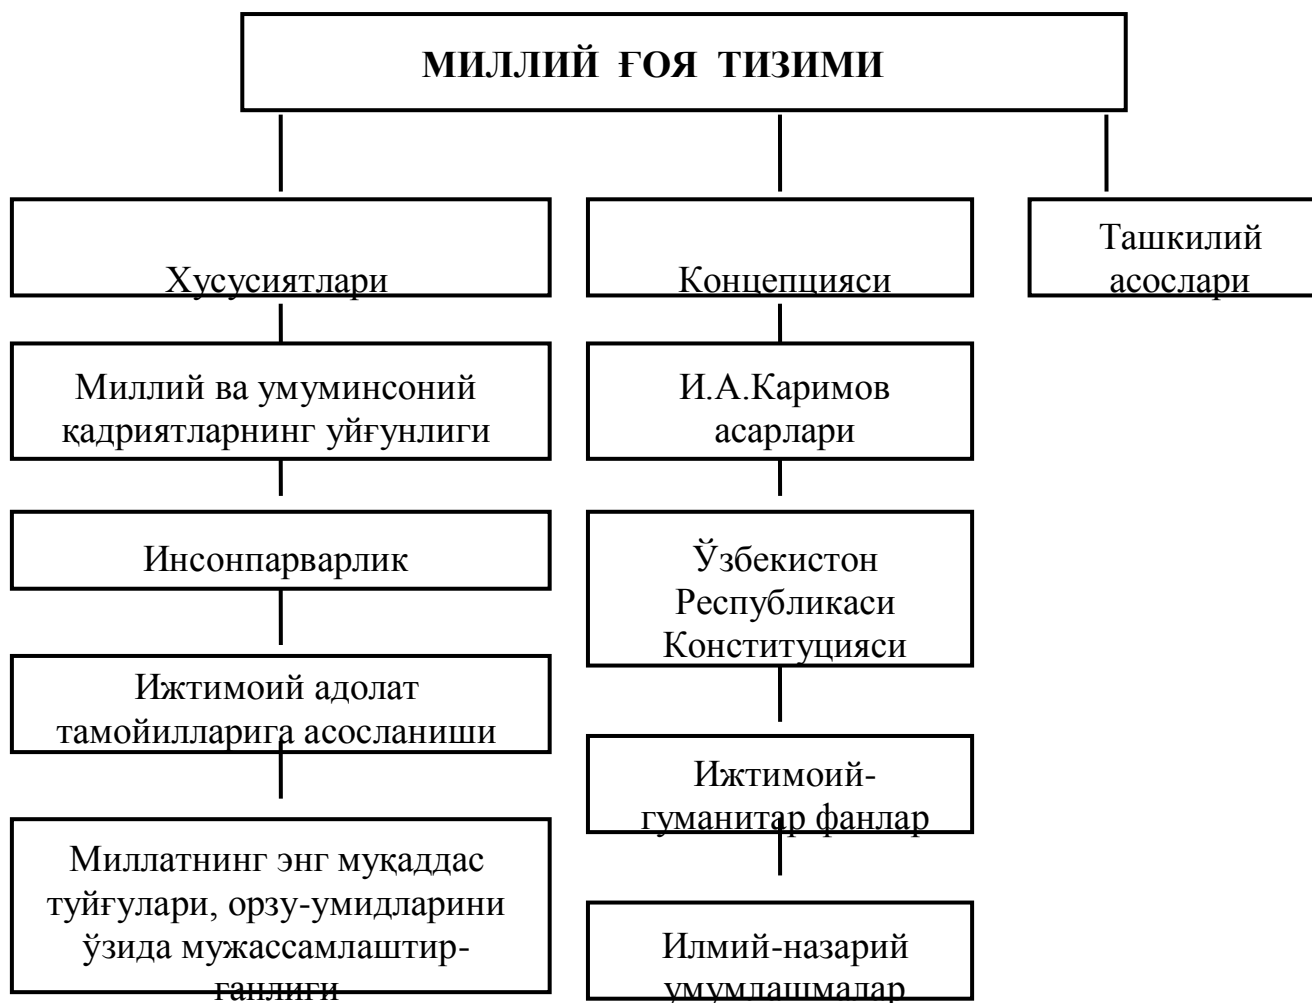 МИЛЛИЙ ҒОЯ ТИЗИМИ
Хусусиятлари
Концепцияси
Ташкилий
асослари
Миллий ва умуминсоний
қадриятларнинг уйғунлиги
И.А.Каримов
асарлари
Инсонпарварлик
Ўзбекистон
Республикаси
Конституцияси
Ижтимоий адолат
тамойилларига асосланиши
Ижтимоий-
гуманитар фанлар
Миллатнинг энг муқаддас
туйғулари, орзу-умидларини
ўзида мужассамлаштир-
ганлиги
Илмий-назарий
умумлашмалар